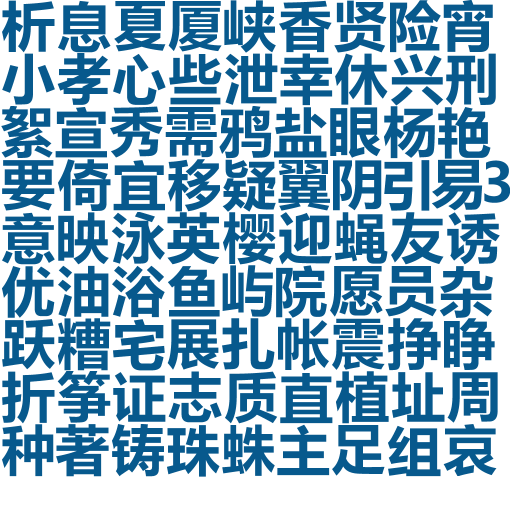 析息夏厦峡香贤险宵
小孝心些泄幸休兴刑
絮宣秀需鸦盐眼杨艳
要倚宜移疑翼阴引易3
意映泳英樱迎蝇友诱
优油浴鱼屿院愿员杂
跃糟宅展扎帐震挣睁
折筝证志质直植址周
种著铸珠蛛主足组哀